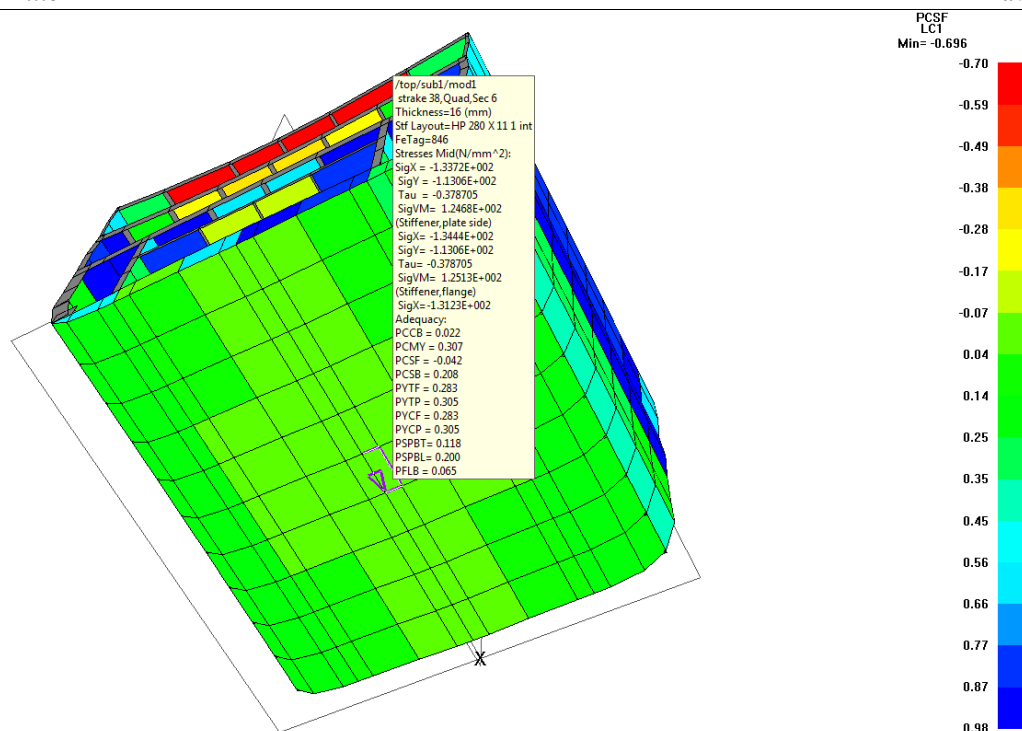 PCSF
LC1
Min= -0.696
-0.70
-0.59
-0.49
-0.38
-0.28
-0.17
-0.07
0.04
0.14
0.25
0.35
0.45
0.56
0.66
0.77
0.87
0.98
/top/sub1/mod1
strake 38,Quad,Sec 6
Thickness=16 (mm)
Stf Layout=HP 280 X 11 1 int
FeTag=846
Stresses Mid(N/mm^2):
SigX = -1.3372E+002
SigY = -1.1306E+002
Tau = -0.378705
SigVM= 1.2468E+002
(Stiffener,plate side)
SigX= -1.3444E+002
SigY= -1.1306E+002
Tau= -0.378705
SigVM= 1.2513E+002
(Stiffener,flange)
SigX=-1.3123E+002
Adequacy:
PCCB = 0.022
PCMY = 0.307
PCSF = -0.042
PCSB = 0.208
PYTF = 0.283
PYTP = 0.305
PYCF = 0.283
PYCP = 0.305
PSPBT= 0.118
PSPBL= 0.200
PFLB = 0.065
X